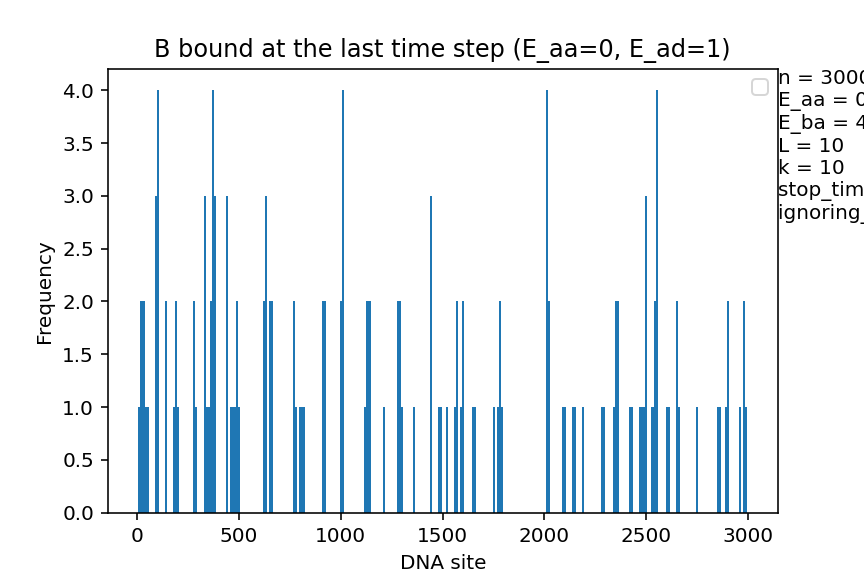 B bound at the last time step (E_aa=0, E_ad=1)
n = 3000
E_aa = 0
E_ba = 4
L = 10
k = 10
stop_tim
ignoring_
Frequency
4.0
3.5
3.0
2.5
2.0
1.5
1.0
0.5
0.0
0 500 1000 1500 2000 2500 3000
DNA site